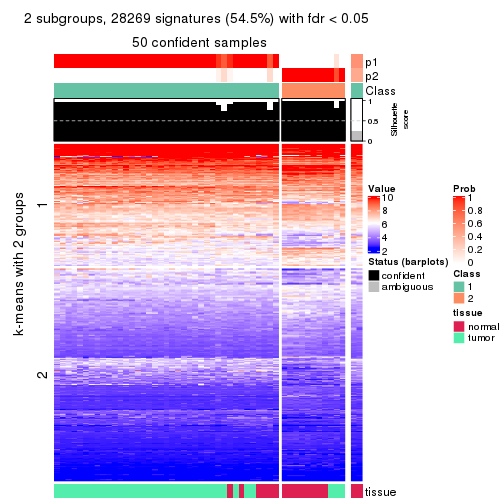 2 subgroups, 28269 signatures (54.5%) with fdr < 0.05
50 confident samples
p1
p2
Class
1
0.5
0
Silhouette
score
k-means with 2 groups
1
2
Value
10
8
6
4
2
Status (barplots)
confident
ambiguous
Prob
1
0.8
0.6
0.4
0.2
0
Class
1
2
tissue
normal
tumor
tissue